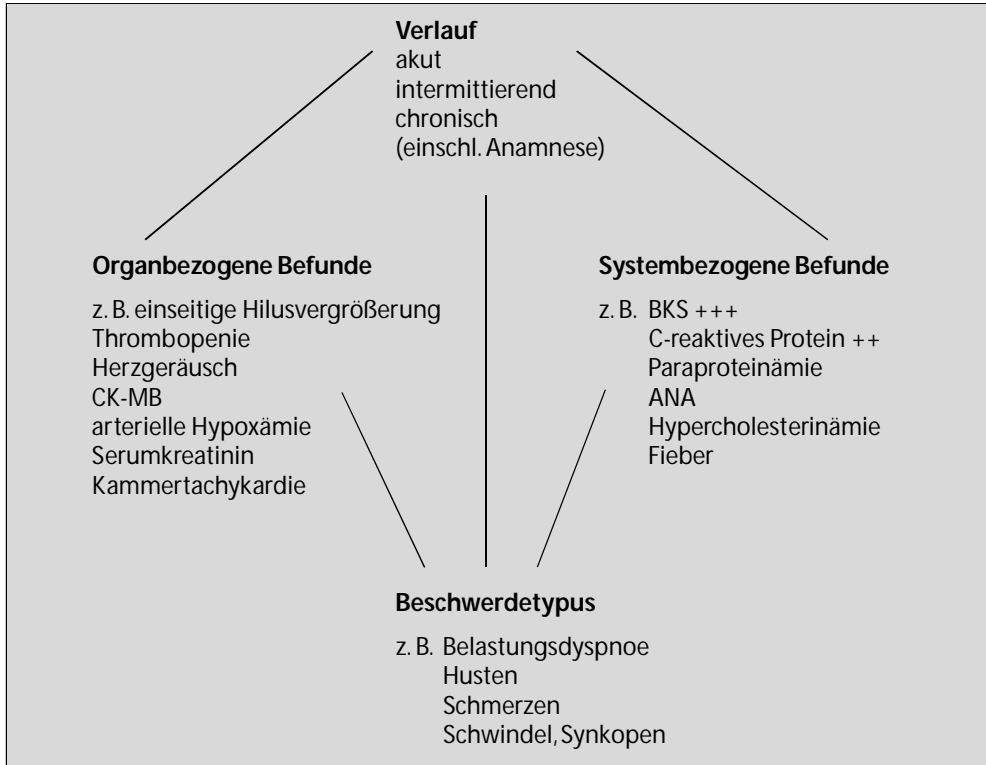 Verlauf
akut
intermittierend
chronisch
(einschl. Anamnese)
Organbezogene Befunde
z. B. einseitige Hilusvergrößerung
Thrombopenie
Herzgeräusch
CK-MB
arterielle Hypoxämie
Serumkreatinin
Kammertachykardie
Systembezogene Befunde
z. B. BKS +++
C-reaktives Protein ++
Paraproteinämie
ANA
Hypercholesterinämie
Fieber
Beschwerdetypus
z. B. Belastungsdyspnoe
Husten
Schmerzen
Schwindel, Synkopen